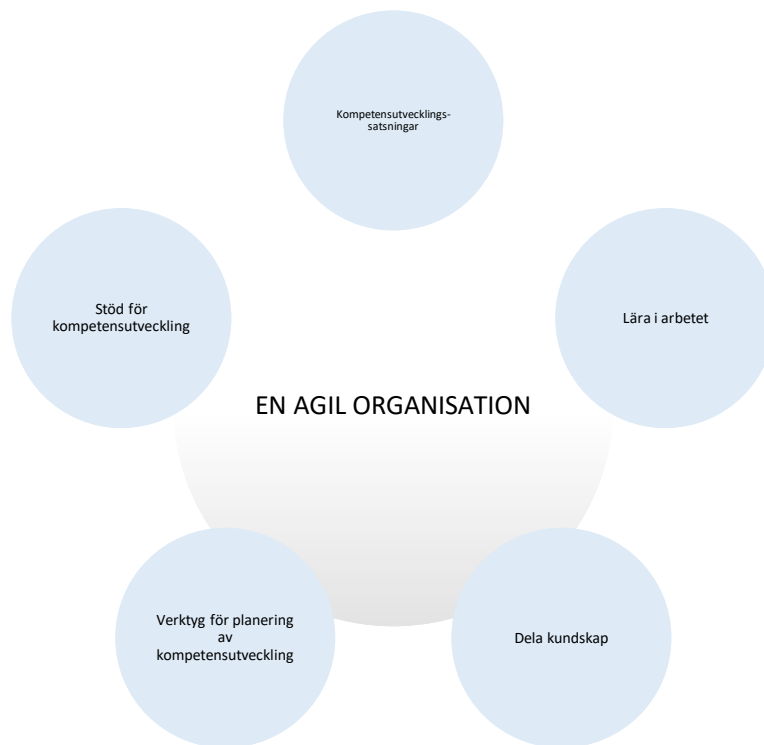 Kompetensutvecklings-
satsningar
Stöd för
kompetensutveckling
Lära i arbetet
EN AGIL ORGANISATION
Verktyg för planering
av
kompetensutveckling
Dela kundskap